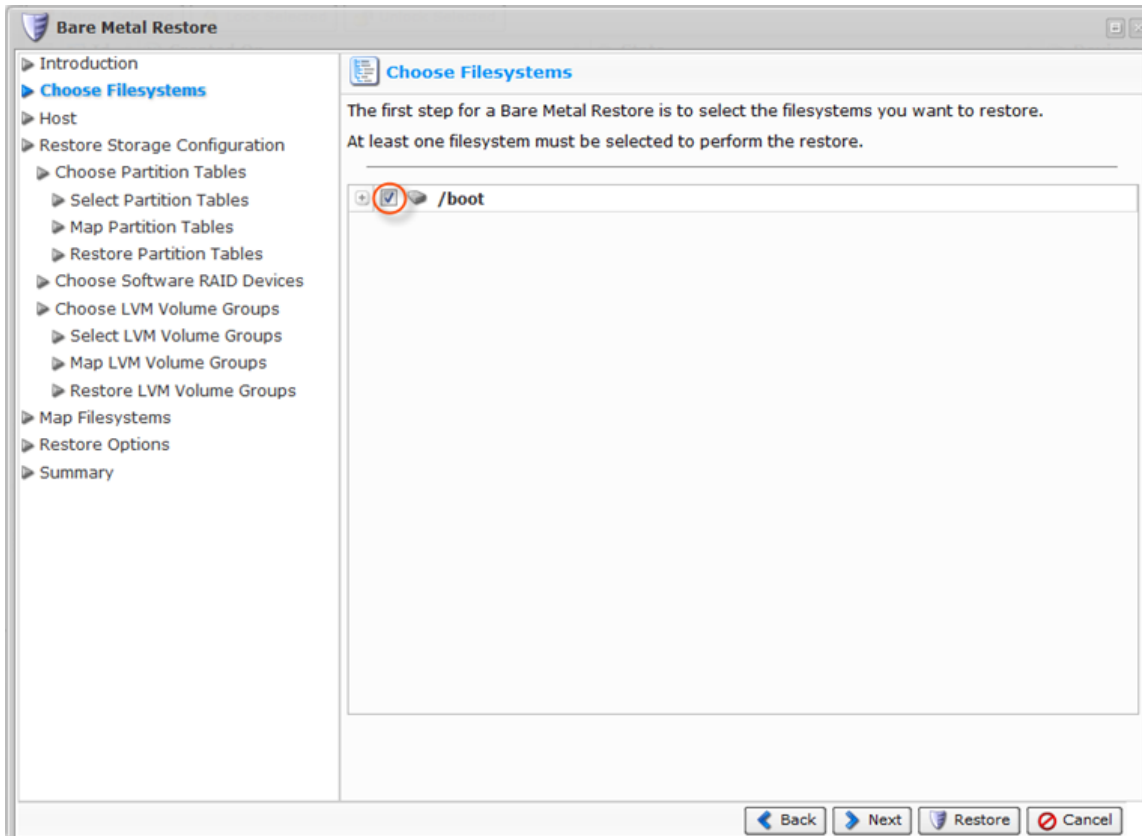 Bare Metal Restore
Introduction
Choose Filesystems
Host
Restore Storage Configuration
Choose Partition Tables
Select Partition Tables
Map Partition Tables
Restore Partition Tables
Choose Software RAID Devices
Choose LVM Volume Groups
Select LVM Volume Groups
Map LVM Volume Groups
Restore LVM Volume Groups
Map Filesystems
Restore Options
Summary
Choose Filesystems
The first step for a Bare Metal Restore is to select the filesystems you want to restore.
At least one filesystem must be selected to perform the restore.
/boot
Back Next Restore Cancel